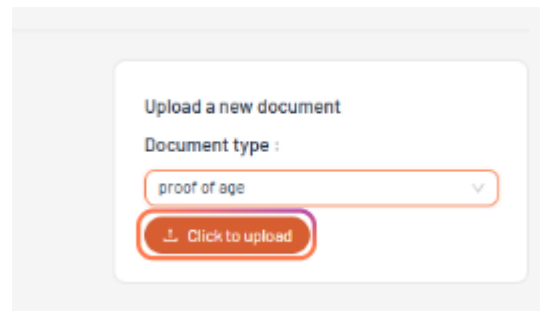 Upload a new document
Document type :
proof of age
Click to upload